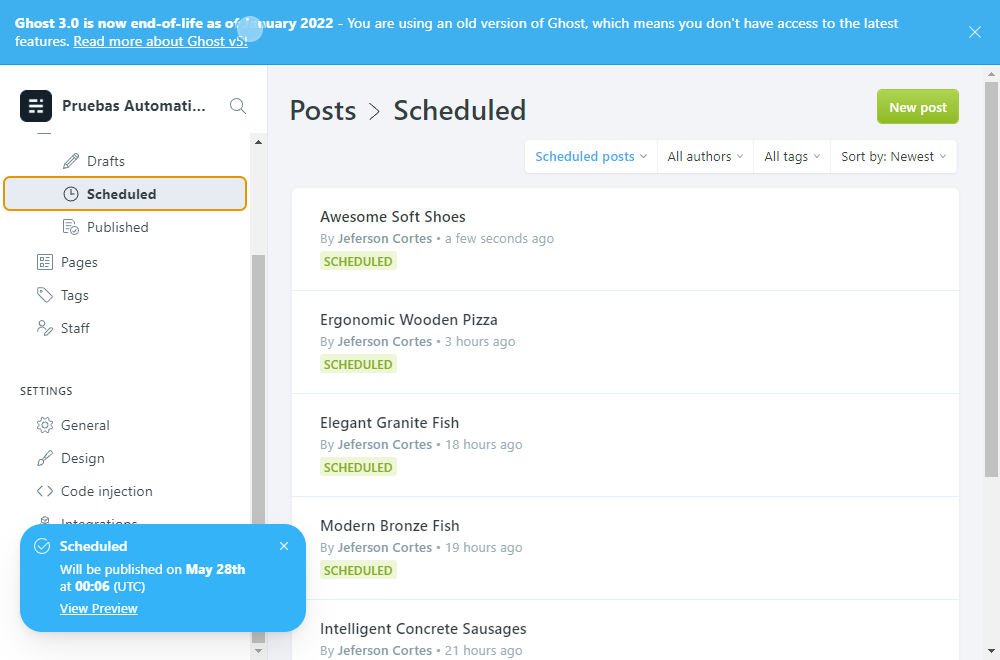 Ghost 3.0 is now end-of-life as of January 2022 - You are using an old version of Ghost, which means you don't have access to the latest
features. Read more about Ghost v5!
Pruebas Automati...
Drafts
Scheduled
Published
Pages
Tags
Staff
SETTINGS
General
Design
Code injection
Integrations
Scheduled
Will be published on May 28th
at 00:06 (UTC)
View Preview
Posts > Scheduled
New post
Scheduled posts
All authors
All tags
Sort by: Newest
Awesome Soft Shoes
By Jeferson Cortes • a few seconds ago
SCHEDULED
Ergonomic Wooden Pizza
By Jeferson Cortes • 3 hours ago
SCHEDULED
Elegant Granite Fish
By Jeferson Cortes • 18 hours ago
SCHEDULED
Modern Bronze Fish
By Jeferson Cortes • 19 hours ago
SCHEDULED
Intelligent Concrete Sausages
By Jeferson Cortes • 21 hours ago